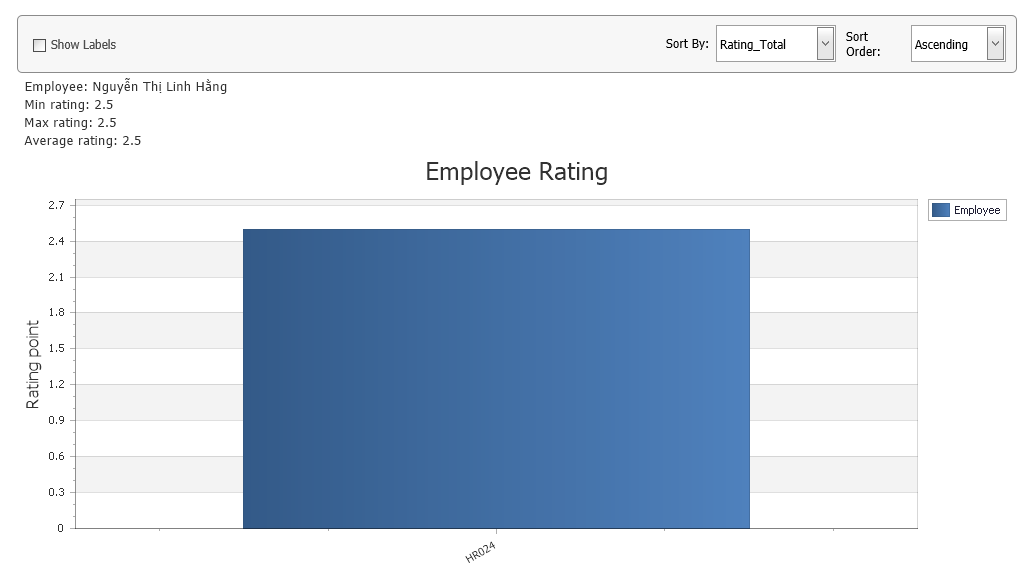 Show Labels
Sort By: Rating_Total
Sort Order: Ascending
Employee: Nguyễn Thị Linh Hằng
Min rating: 2.5
Max rating: 2.5
Average rating: 2.5
Employee Rating
Employee
Rating point
2.7
2.4
2.1
1.8
1.5
1.2
0.9
0.6
0.3
0
HR024